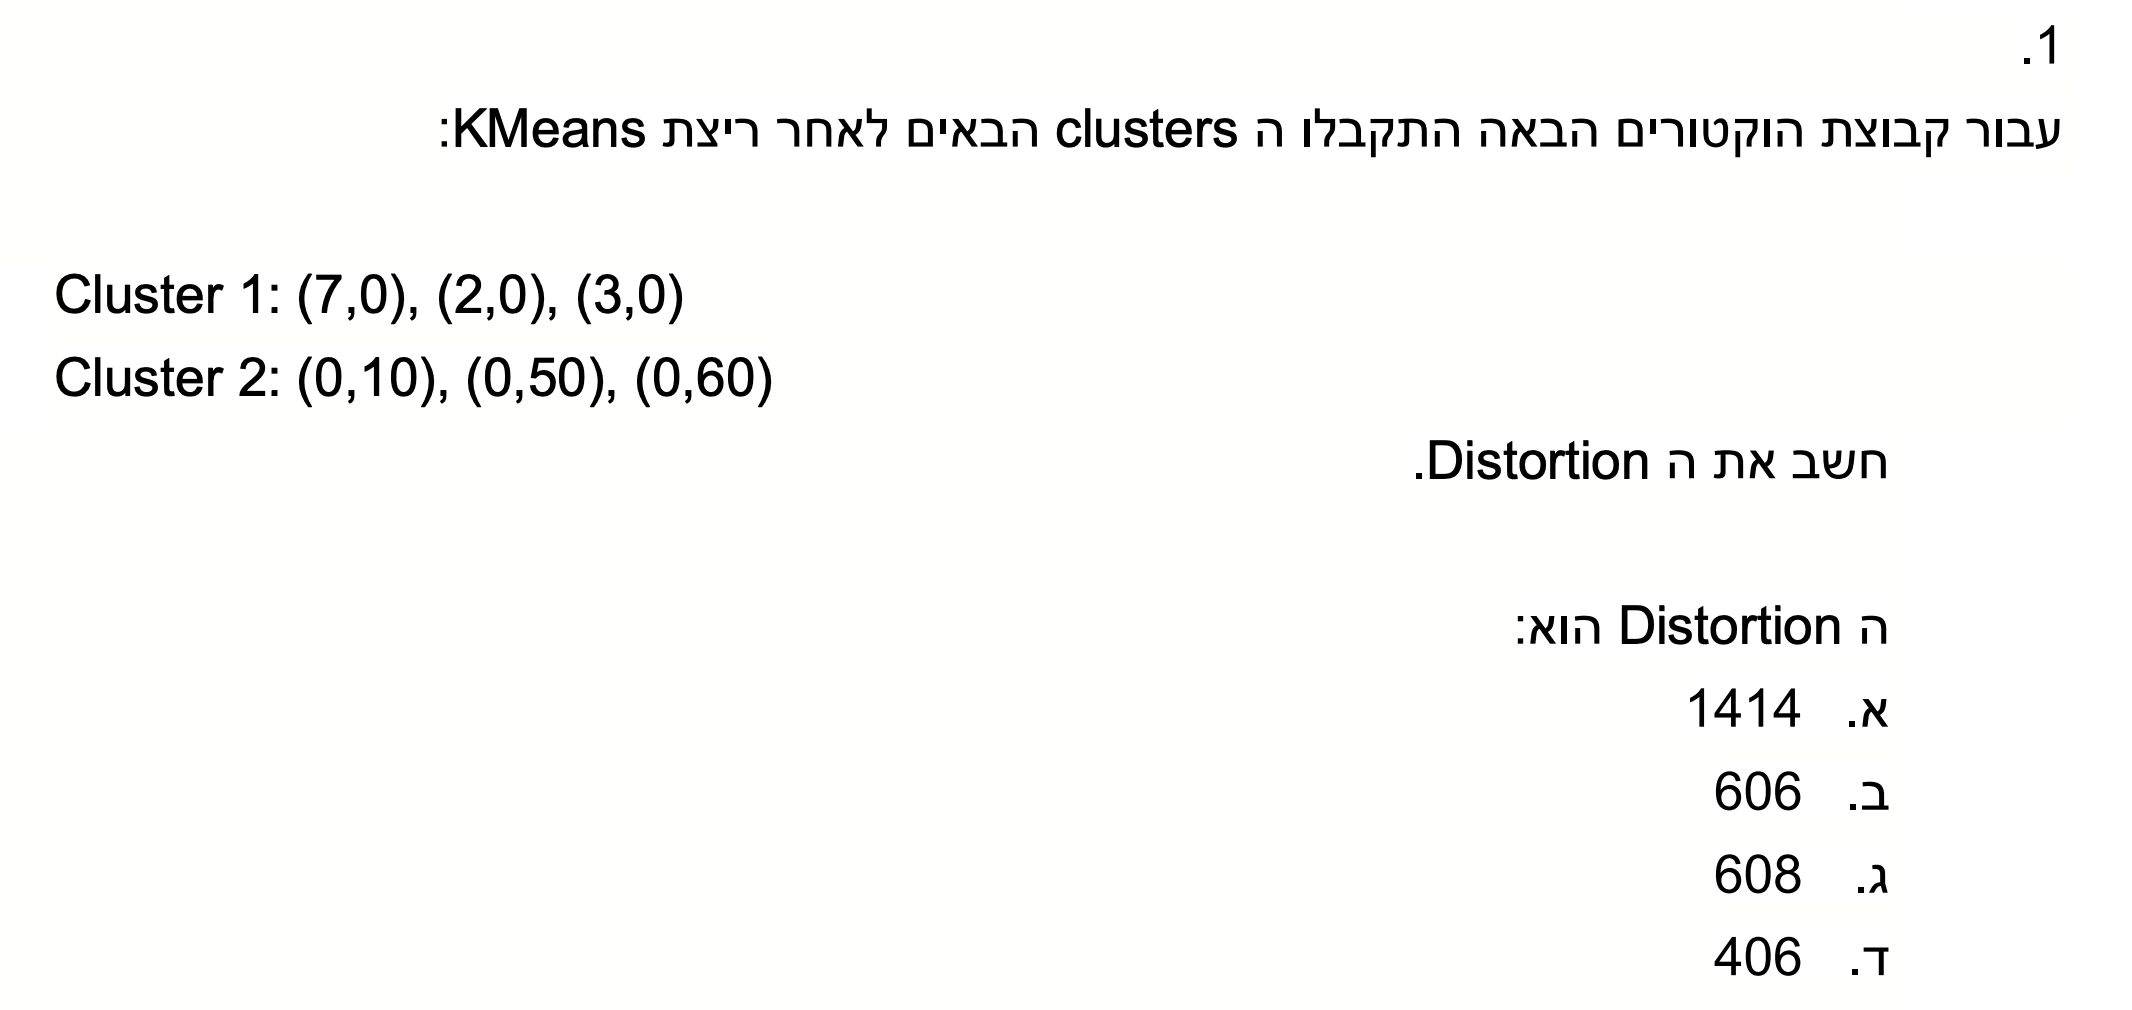 1.
עבור קבוצת הוקטורים הבאה התקבלו ה clusters הבאים לאחר ריצת KMeans:
Cluster 1: (7,0), (2,0), (3,0)
Cluster 2: (0,10), (0,50), (0,60)
חשב את ה Distortion.
ה Distortion הוא:
א. 1414
ב. 606
ג. 608
ד. 406